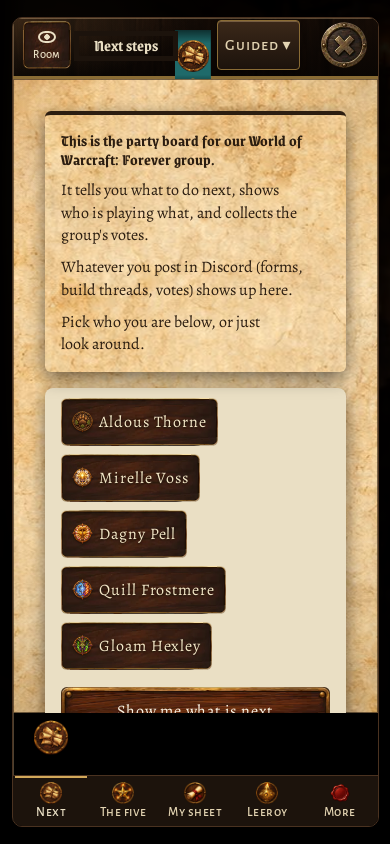 Room
Next steps
Guided ▾
This is the party board for our World of
Warcraft: Forever group.
It tells you what to do next, shows
who is playing what, and collects the
group's votes.
Whatever you post in Discord (forms,
build threads, votes) shows up here.
Pick who you are below, or just
look around.
Aldous Thorne
Mirelle Voss
Dagny Pell
Quill Frostmere
Gloam Hexley
Show me what is next
Next
The five
My sheet
Leeroy
More